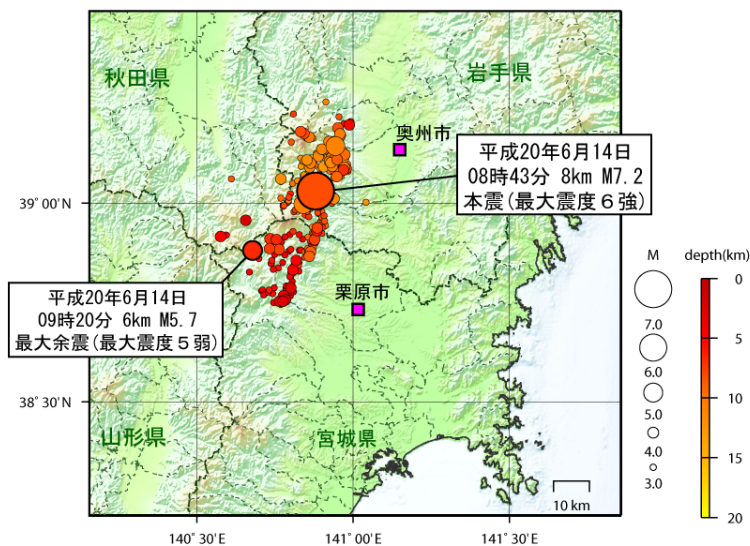 秋田県
岩手県
奥州市
平成20年6月14日
08時43分 8km M7.2
本震(最大震度6強)
39°00'N
平成20年6月14日
09時20分 6km M5.7
最大余震(最大震度5弱)
栗原市
38°30'N
山形県
宮城県
10 km
140°30'E
141°00'E
141°30'E
M
7.0
6.0
5.0
4.0
3.0
depth(km)
0
5
10
15
20